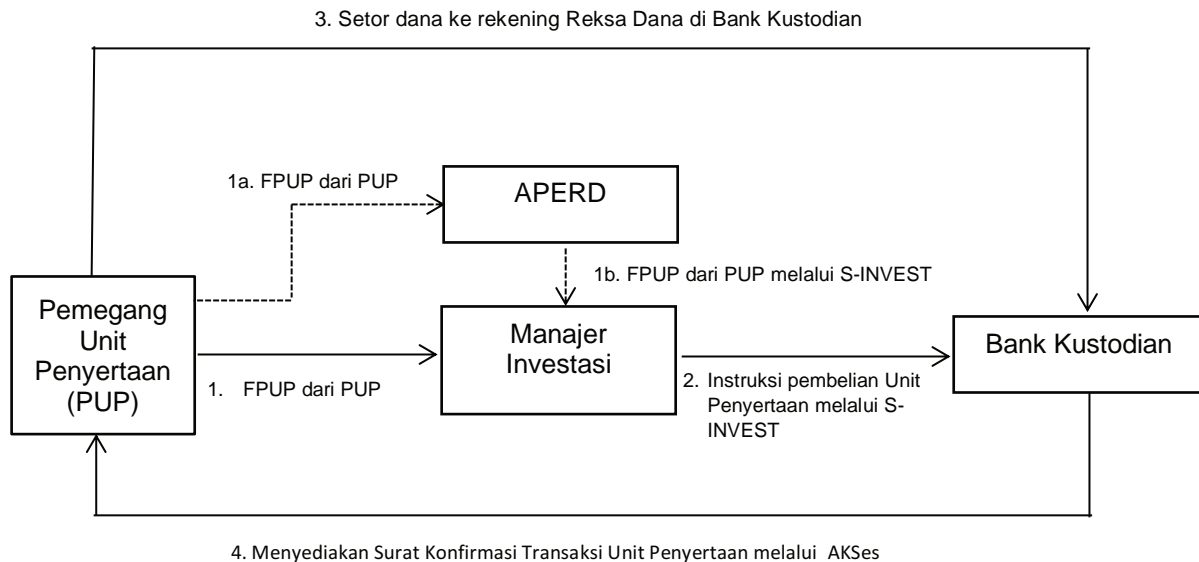 3. Setor dana ke rekening Reksa Dana di Bank Kustodian
1a. FPUP dari PUP
APERD
1b. FPUP dari PUP melalui S-INVEST
Pemegang
Unit
Penyertaan
(PUP)
Manajer
Investasi
Bank Kustodian
1. FPUP dari PUP
2. Instruksi pembelian Unit
Penyertaan melalui S-
INVEST
4. Menyediakan Surat Konfirmasi Transaksi Unit Penyertaan melalui AKSes